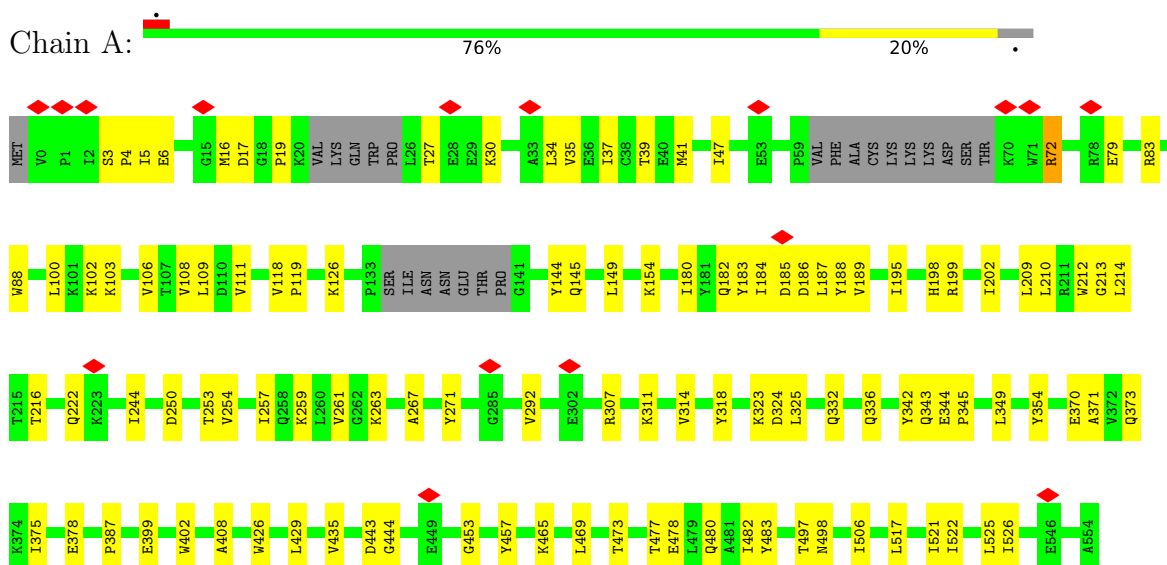 Chain A:
76% 20%
MET V0 P1 I2 S3 P4 I5 E6 G15 M16 D17 G18 P19 K20 VAL LYS GLN TRP PRO L26 T27 E28 E29 K30 A33 L34 V35 E36 I37 C38 T39 E40 M41 I47 E53 P59 VAL PHE ALA CYS LYS LYS LYS ASP SER THR K70 W71 R72 R78 E79 R83
W88 L100 K101 K102 K103 V106 T107 V108 L109 D110 V111 V118 P119 K126 P133 SER ILE ASN ASN GLU THR PRO G141 Y144 Q145 L149 K154 I180 Y181 Q182 Y183 I184 D185 D186 L187 Y188 V189 I195 H198 R199 I202 L209 L210 R211 W212 G213 L214
T215 T216 Q222 K223 I244 D250 T253 V254 I257 Q258 K259 L260 V261 G262 K263 A267 Y271 G285 V292 E302 R307 K311 V314 Y318 K323 D324 L325 Q332 Q336 Y342 Q343 E344 P345 L349 Y354 E370 A371 V372 Q373
K374 I375 E378 P387 E399 W402 A408 W426 L429 V435 D443 G444 E449 G453 Y457 K465 L469 T473 T477 E478 L479 Q480 A481 I482 Y483 T497 N498 I506 L517 I521 I522 L525 I526 E546 A554